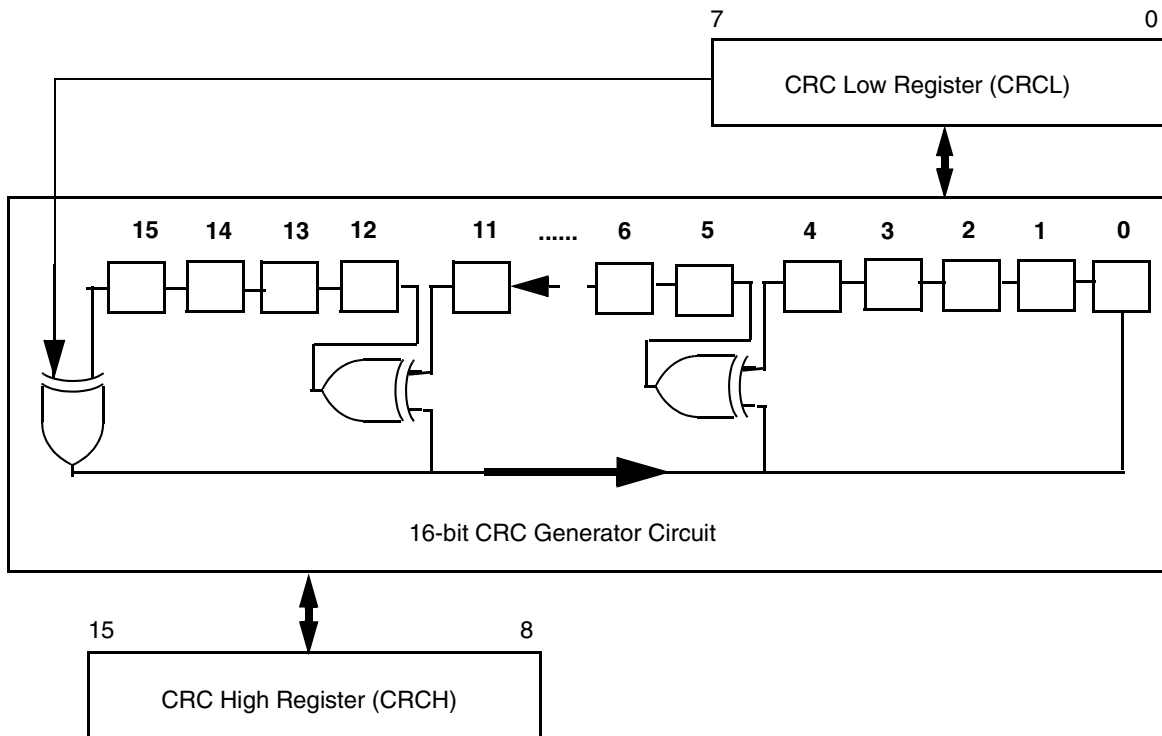 7 0
CRC Low Register (CRCL)
15 14 13 12 11 ...... 6 5 4 3 2 1 0
16-bit CRC Generator Circuit
15 8
CRC High Register (CRCH)